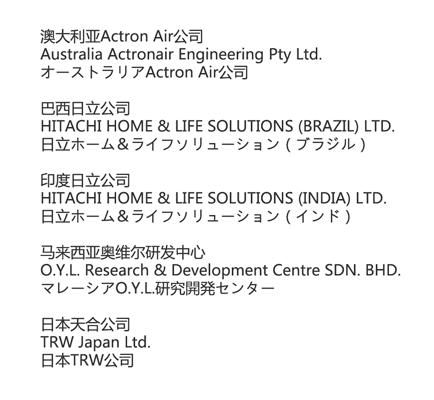 澳大利亚Actron Air公司
Australia Actronair Engineering Pty Ltd.
オーストラリアActron Air公司
巴西日立公司
HITACHI HOME & LIFE SOLUTIONS (BRAZIL) LTD.
日立ホーム＆ライフソリューション（ブラジル）
印度日立公司
HITACHI HOME & LIFE SOLUTIONS (INDIA) LTD.
日立ホーム＆ライフソリューション（インド）
马来西亚奥维尔研发中心
O.Y.L. Research & Development Centre SDN. BHD.
マレーシアO.Y.L.研究開発センター
日本天合公司
TRW Japan Ltd.
日本TRW公司